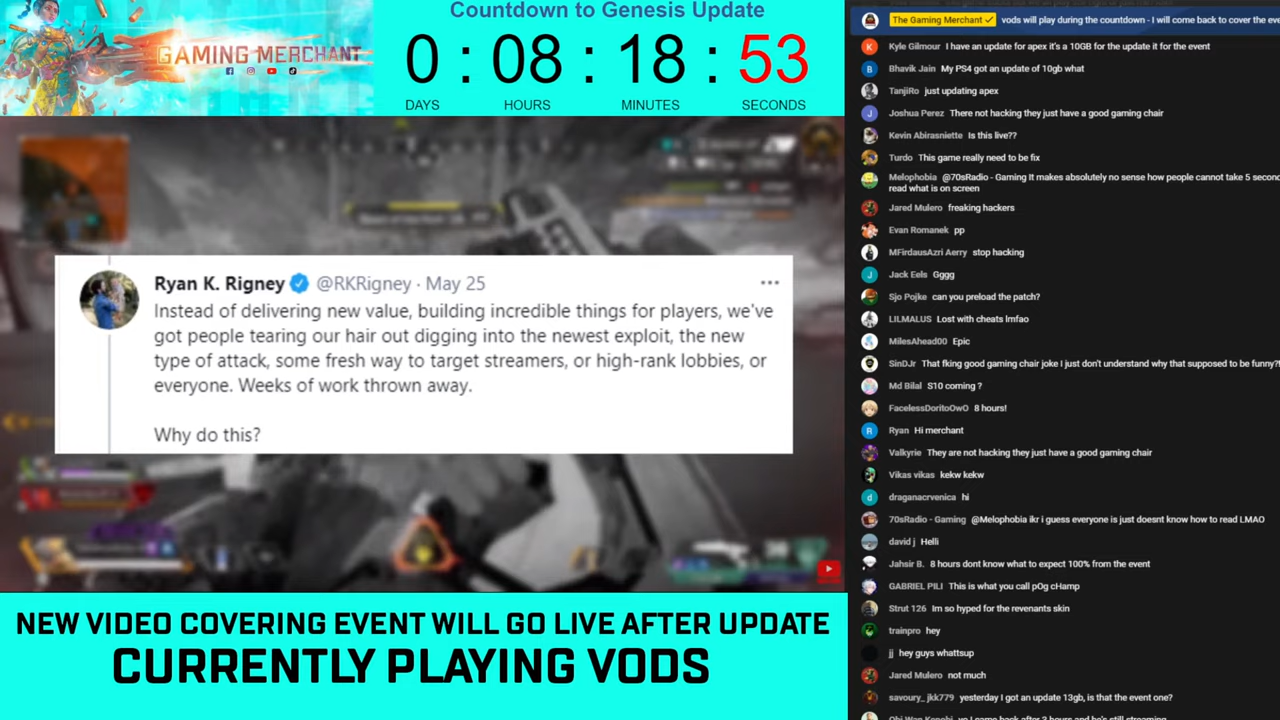 Countdown to Genesis Update
GAMING MERCHANT
0 : 08 : 18 : 53
DAYS HOURS MINUTES SECONDS
Ryan K. Rigney @RKRigney · May 25
Instead of delivering new value, building incredible things for players, we've
got people tearing our hair out digging into the newest exploit, the new
type of attack, some fresh way to target streamers, or high-rank lobbies, or
everyone. Weeks of work thrown away.
Why do this?
NEW VIDEO COVERING EVENT WILL GO LIVE AFTER UPDATE
CURRENTLY PLAYING VODS
The Gaming Merchant vods will play during the countdown - I will come back to cover the eve
K Kyle Gilmour I have an update for apex it's a 10GB for the update it for the event
B Bhavik Jain My PS4 got an update of 10gb what
TanjiRo just updating apex
J Joshua Perez There not hacking they just have a good gaming chair
Kevin Abirasniette Is this live??
Turdo This game really need to be fix
Melophobia @70sRadio - Gaming It makes absolutely no sense how people cannot take 5 second
read what is on screen
Jared Mulero freaking hackers
Evan Romanek pp
MFirdausAzri Aerry stop hacking
J Jack Eels Gggg
Sjo Pojke can you preload the patch?
LILMALUS Lost with cheats lmfao
MilesAhead00 Epic
SinDJr That fking good gaming chair joke i just don't understand why that supposed to be funny?!
Md Bilal S10 coming ?
FacelessDoritoOwO 8 hours!
R Ryan Hi merchant
Valkyrie They are not hacking they just have a good gaming chair
Vikas vikas kekw kekw
d draganacrvenica hi
70sRadio - Gaming @Melophobia ikr i guess everyone is just doesnt know how to read LMAO
david j Helli
Jahsir B. 8 hours dont know what to expect 100% from the event
GABRIEL PILI This is what you call pOg cHamp
Strut 126 Im so hyped for the revenants skin
trainpro hey
jj hey guys whattsup
Jared Mulero not much
savoury_ jkk779 yesterday I got an update 13gb, is that the event one?